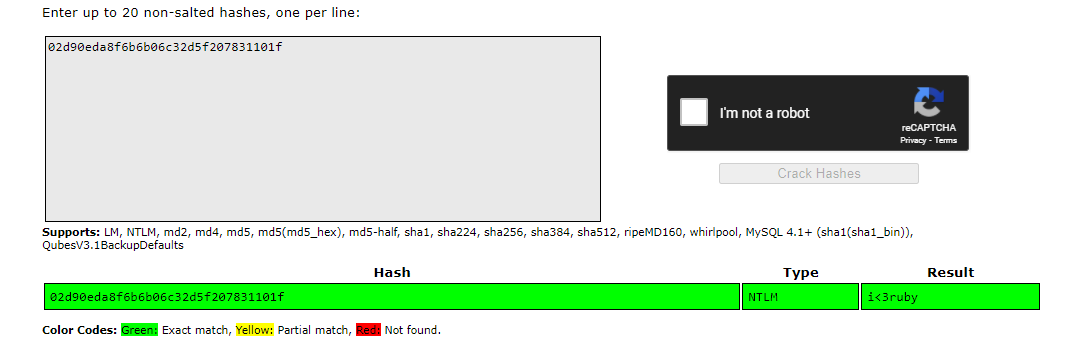 Enter up to 20 non-salted hashes, one per line:
02d90eda8f6b6b06c32d5f207831101f
I'm not a robot
reCAPTCHA
Privacy - Terms
Crack Hashes
Supports: LM, NTLM, md2, md4, md5, md5(md5_hex), md5-half, sha1, sha224, sha256, sha384, sha512, ripeMD160, whirlpool, MySQL 4.1+ (sha1(sha1_bin)),
QubesV3.1BackupDefaults
Hash Type Result
02d90eda8f6b6b06c32d5f207831101f NTLM i<3ruby
Color Codes: Green: Exact match, Yellow: Partial match, Red: Not found.